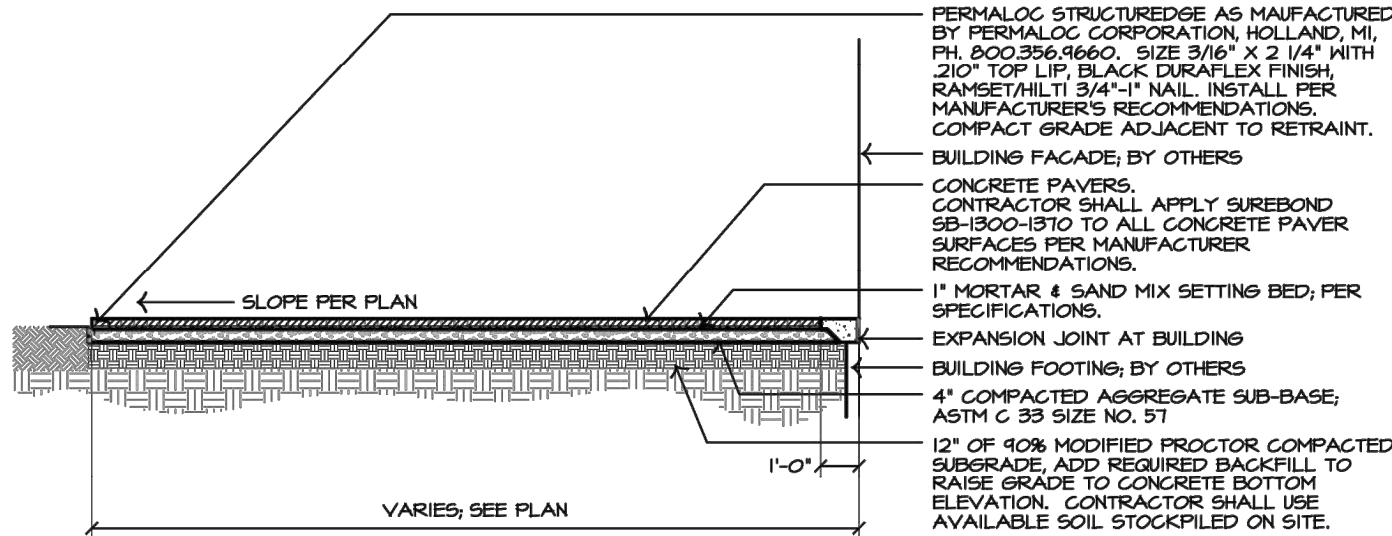 PERMALOC STRUCTUREDGE AS MAUFACTURED
BY PERMALOC CORPORATION, HOLLAND, MI,
PH. 800.356.9660. SIZE 3/16" X 2 1/4" WITH
.210" TOP LIP, BLACK DURAFLEX FINISH,
RAMSET/HILTI 3/4"-1" NAIL. INSTALL PER
MANUFACTURER'S RECOMMENDATIONS.
COMPACT GRADE ADJACENT TO RETRAINT.
BUILDING FACADE; BY OTHERS
CONCRETE PAVERS.
CONTRACTOR SHALL APPLY SUREBOND
SB-1300-1370 TO ALL CONCRETE PAVER
SURFACES PER MANUFACTURER
RECOMMENDATIONS.
SLOPE PER PLAN
1" MORTAR & SAND MIX SETTING BED; PER
SPECIFICATIONS.
EXPANSION JOINT AT BUILDING
BUILDING FOOTING; BY OTHERS
4" COMPACTED AGGREGATE SUB-BASE;
ASTM C 33 SIZE NO. 57
12" OF 90% MODIFIED PROCTOR COMPACTED
SUBGRADE, ADD REQUIRED BACKFILL TO
RAISE GRADE TO CONCRETE BOTTOM
ELEVATION. CONTRACTOR SHALL USE
AVAILABLE SOIL STOCKPILED ON SITE.
1'-0"
VARIES; SEE PLAN